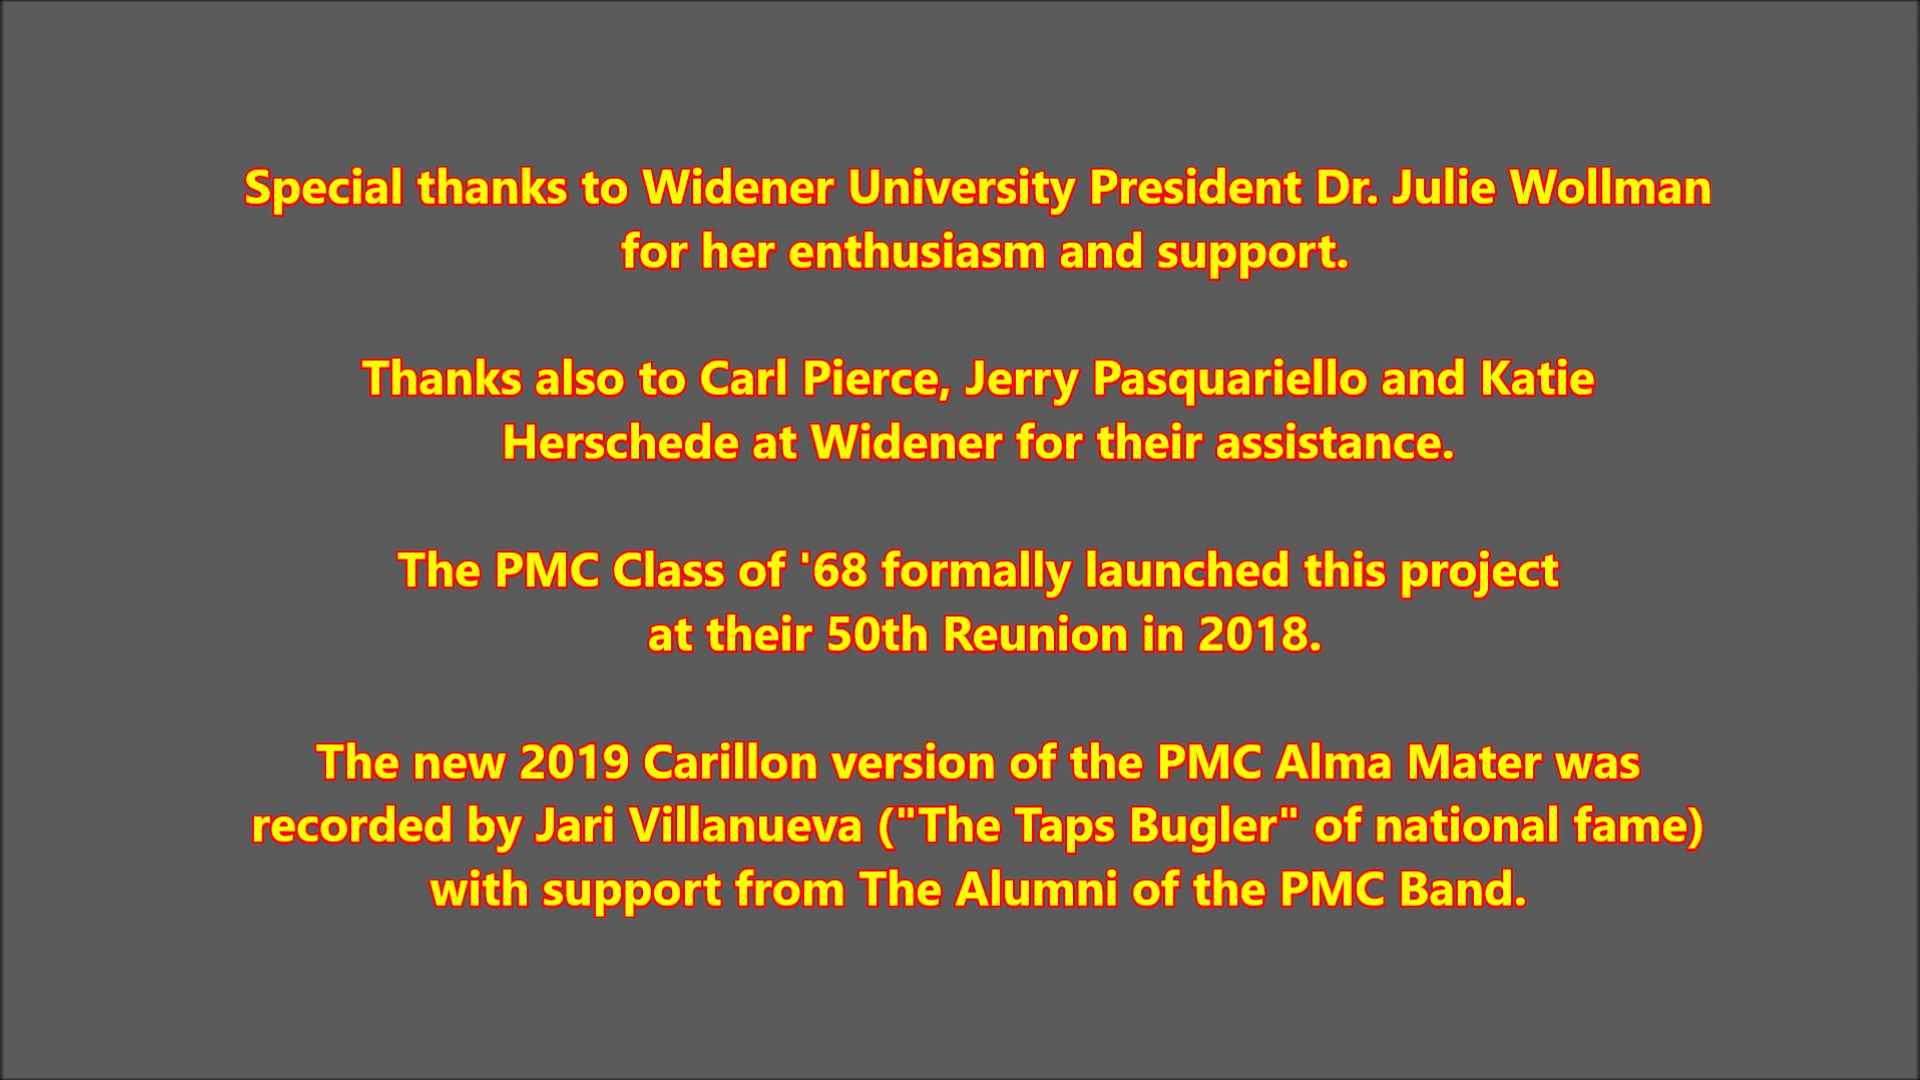 Special thanks to Widener University President Dr. Julie Wollman
for her enthusiasm and support.
Thanks also to Carl Pierce, Jerry Pasquariello and Katie
Herschede at Widener for their assistance.
The PMC Class of '68 formally launched this project
at their 50th Reunion in 2018.
The new 2019 Carillon version of the PMC Alma Mater was
recorded by Jari Villanueva ("The Taps Bugler" of national fame)
with support from The Alumni of the PMC Band.